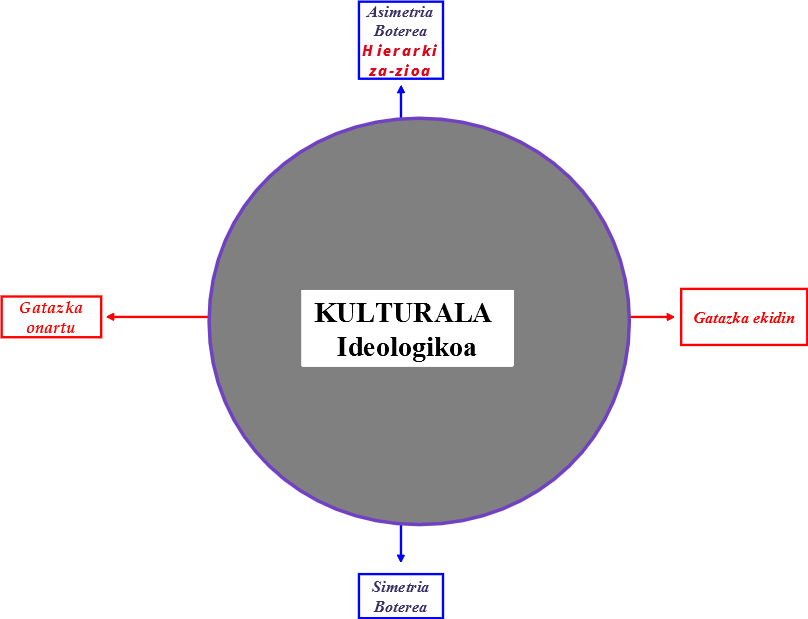 Asimetria
Boterea
Hierarki
za-zioa
Gatazka
onartu
KULTURALA
Ideologikoa
Gatazka ekidin
Simetria
Boterea